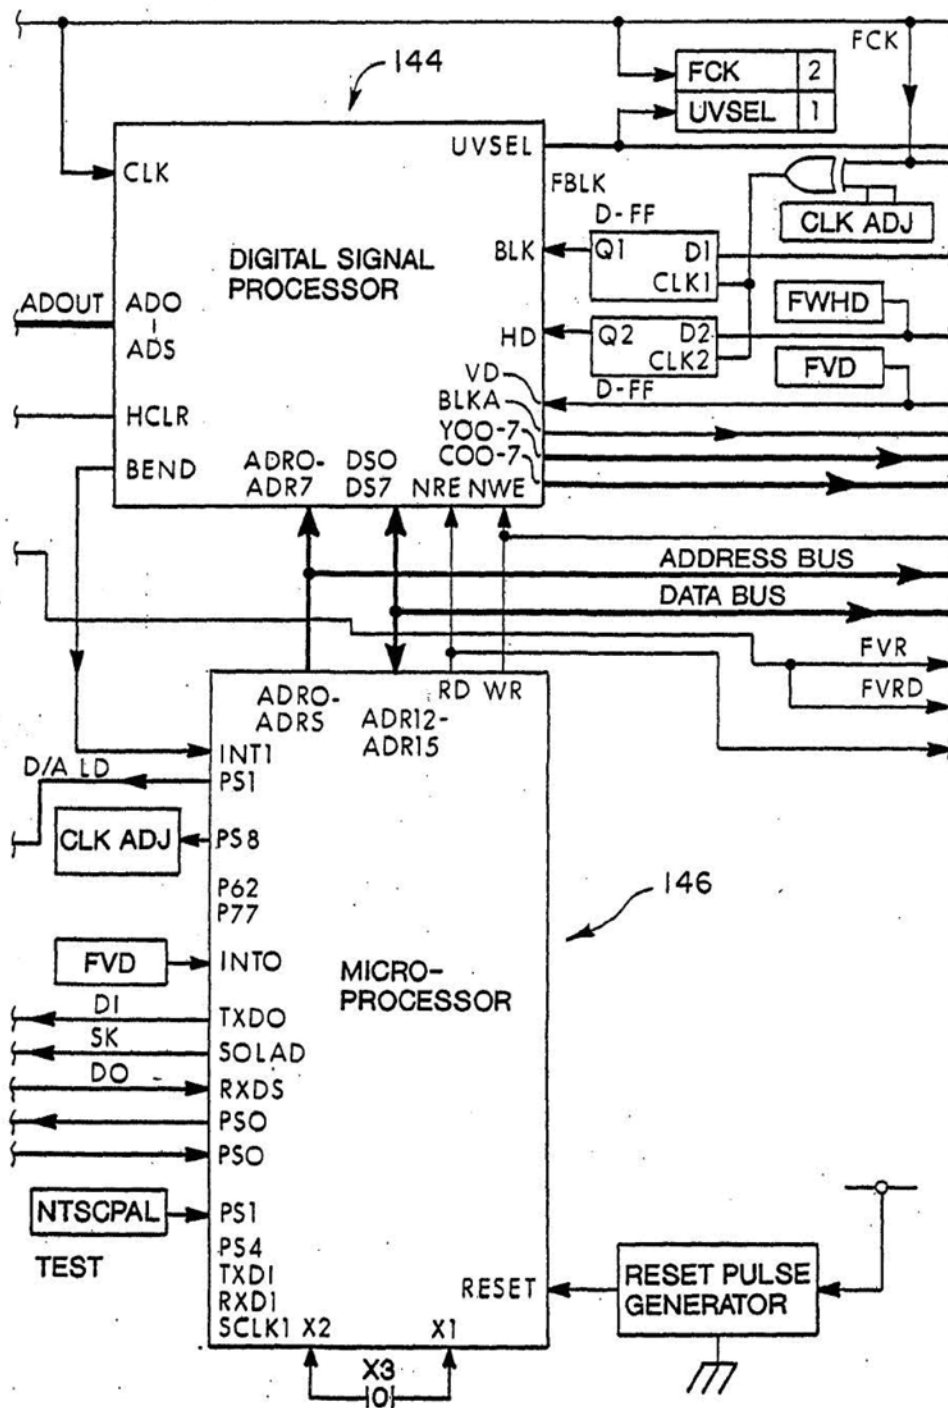 FCK
144
FCK 2
UVSEL 1
UVSEL
CLK
FBLK
CLK ADJ
D-FF
DIGITAL SIGNAL
PROCESSOR
BLK
Q1 D1
CLK1
ADOUT
ADO
ADS
FWHD
HD
Q2 D2
CLK2
FVD
VD
D-FF
BLKA
HCLR
YOO-7
COO-7
BEND
ADRO- DSO
ADR7 DS7 NRE NWE
ADDRESS BUS
DATA BUS
FVR
FVRD
RD WR
ADRO-
ADR5
ADR12-
ADR15
INT1
D/A LD
PS1
CLK ADJ
PS8
146
P62
P77
FVD
INTO
MICRO-
PROCESSOR
DI
TXDO
SK
SOLAD
DO
RXDS
PSO
PSO
NTSCPAL
PS1
TEST
PS4
TXD1
RXD1
SCLK1 X2 X1
RESET
RESET PULSE
GENERATOR
X3